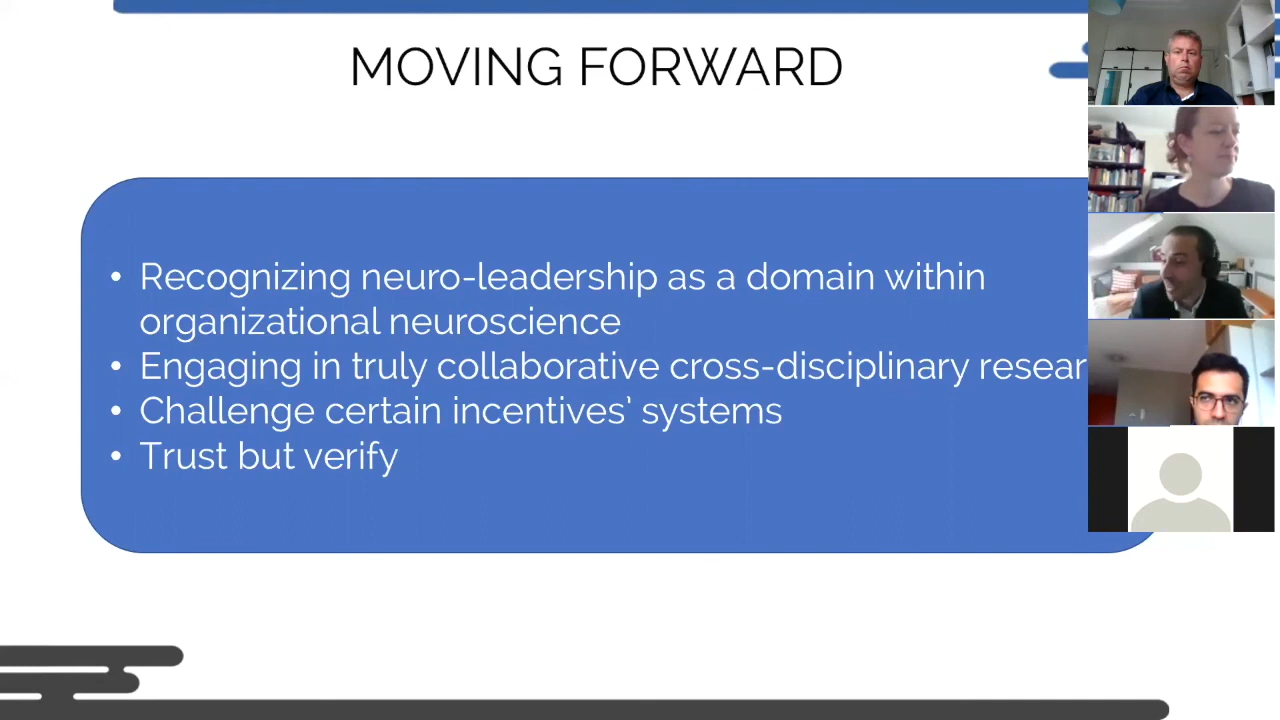 MOVING FORWARD
• Recognizing neuro-leadership as a domain within
organizational neuroscience
• Engaging in truly collaborative cross-disciplinary resear
• Challenge certain incentives’ systems
• Trust but verify